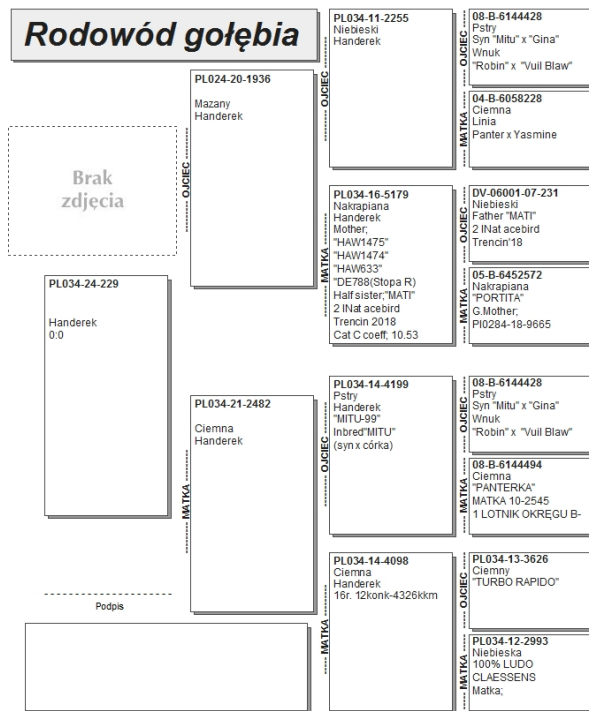 Rodowód gołębia
Brak
zdjęcia
PL034-24-229
Handerek
0:0
Podpis
OJCIEC
PL024-20-1936
Mazany
Handerek
MATKA
PL034-21-2482
Ciemna
Handerek
OJCIEC
PL034-11-2255
Niebieski
Handerek
MATKA
PL034-16-5179
Nakrapiana
Handerek
Mother;
"HAW1475"
"HAW1474"
"HAW633"
"DE788(Stopa R)
Halfsister;"MATI"
2 INat acebird
Trencin 2018
Cat C coeff; 10.53
OJCIEC
PL034-14-4199
Pstry
Handerek
"MITU-99"
Inbred"MITU"
(syn x córka)
MATKA
PL034-14-4098
Ciemna
Handerek
16r. 12konk-4326kkm
OJCIEC
08-B-6144428
Pstry
Syn "Mitu" x "Gina"
Wnuk
"Robin" x "Vuil Blaw"
MATKA
04-B-6058228
Ciemna
Linia
Panter x Yasmine
OJCIEC
DV-06001-07-231
Niebieski
Father "MATI"
2 INat acebird
Trencin'18
MATKA
05-B-6452572
Nakrapiana
"PORTITA"
G.Mother;
Pl0284-18-9665
OJCIEC
08-B-6144428
Pstry
Syn "Mitu" x "Gina"
Wnuk
"Robin" x "Vuil Blaw"
MATKA
08-B-6144494
Ciemna
"PANTERKA"
MATKA 10-2545
1 LOTNIK OKRĘGU B-
OJCIEC
PL034-13-3626
Ciemny
"TURBO RAPIDO"
MATKA
PL034-12-2993
Niebieska
100% LUDO
CLAESSENS
Matka;